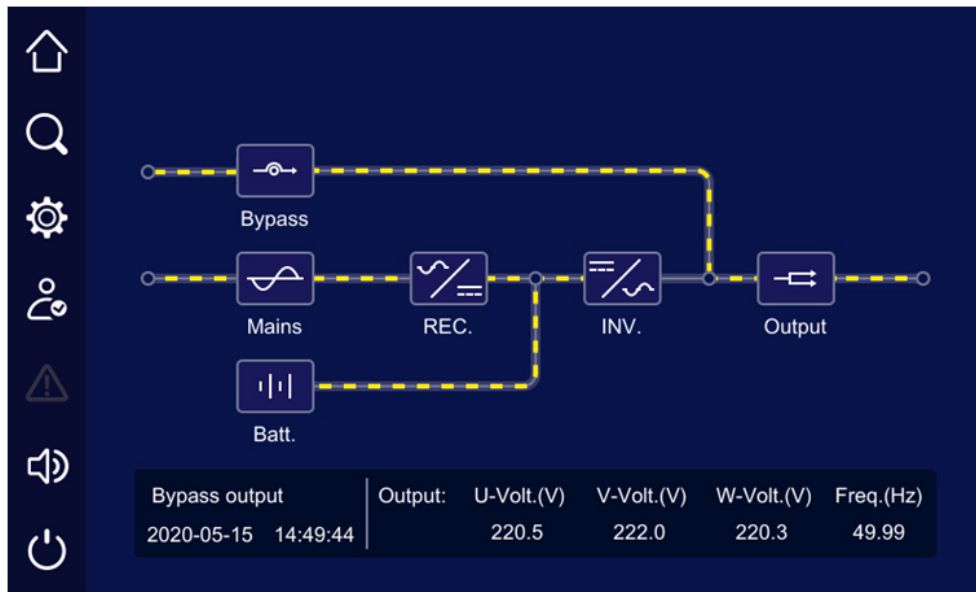 Bypass
Mains
REC.
INV.
Output
Batt.
Bypass output
2020-05-15 14:49:44
Output: U-Volt.(V) V-Volt.(V) W-Volt.(V) Freq.(Hz)
220.5 222.0 220.3 49.99